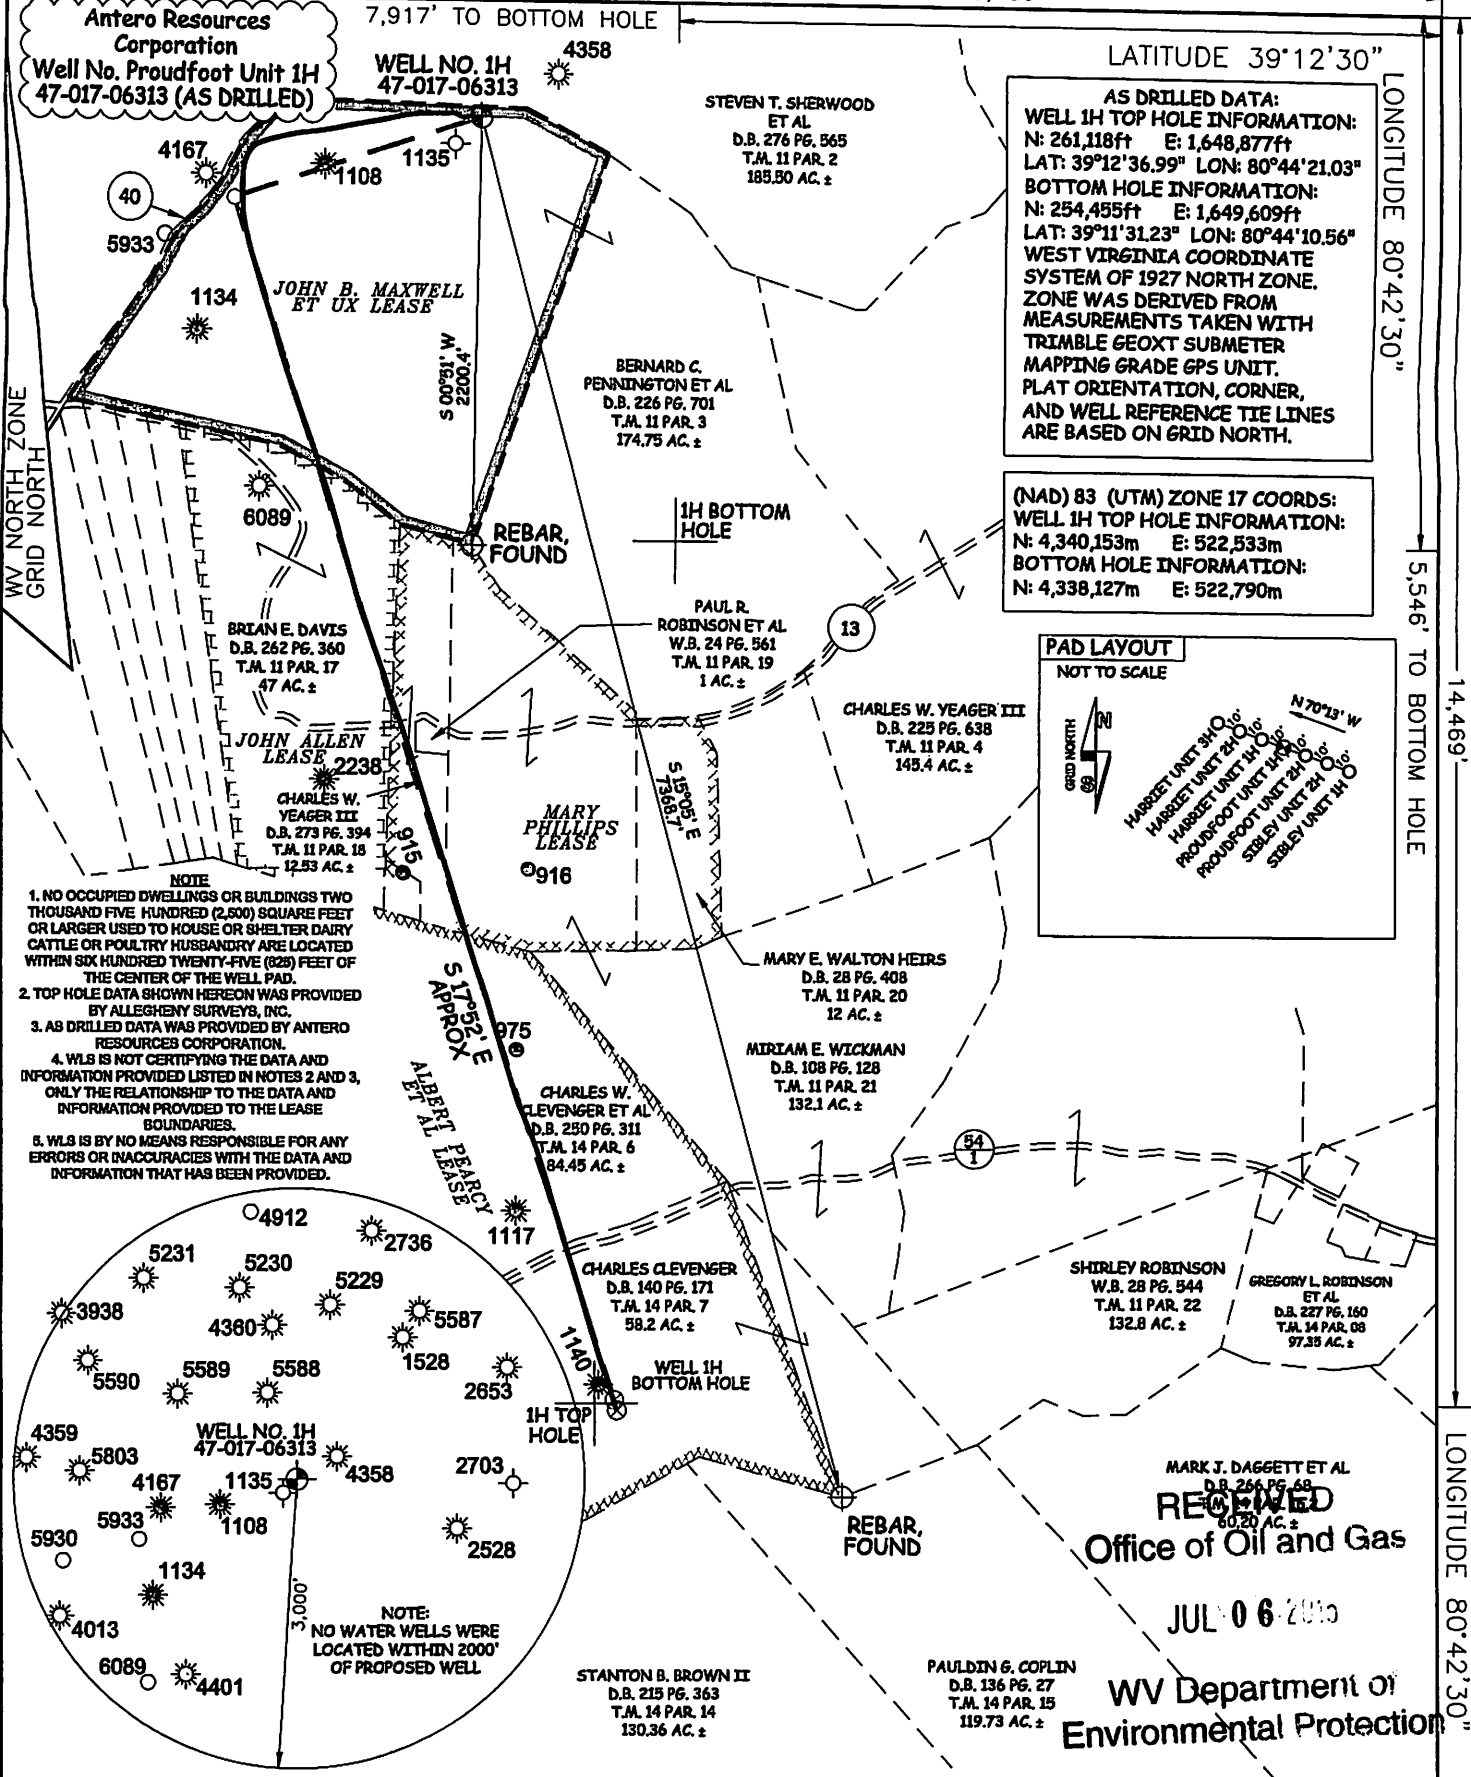 Antero Resources
Corporation
Well No. Proudfoot Unit 1H
47-017-06313 (AS DRILLED)
7,917' TO BOTTOM HOLE
WELL NO. 1H
47-017-06313
4358
LATITUDE 39°12'30"
LONGITUDE 80°42'30"
STEVEN T. SHERWOOD
ET AL
D.B. 276 PG. 565
T.M. 11 PAR. 2
185.50 AC. ±
AS DRILLED DATA:
WELL 1H TOP HOLE INFORMATION:
N: 261,118ft E: 1,648,877ft
LAT: 39°12'36.99" LON: 80°44'21.03"
BOTTOM HOLE INFORMATION:
N: 254,455ft E: 1,649,609ft
LAT: 39°11'31.23" LON: 80°44'10.56"
WEST VIRGINIA COORDINATE
SYSTEM OF 1927 NORTH ZONE.
ZONE WAS DERIVED FROM
MEASUREMENTS TAKEN WITH
TRIMBLE GEOXT SUBMETER
MAPPING GRADE GPS UNIT.
PLAT ORIENTATION, CORNER,
AND WELL REFERENCE TIE LINES
ARE BASED ON GRID NORTH.
4167
1135
1108
40
5933
1134
JOHN B. MAXWELL
ET UX LEASE
S 00°51' W
2200.4'
BERNARD C.
PENNINGTON ET AL
D.B. 226 PG. 701
T.M. 11 PAR. 3
174.75 AC. ±
WV NORTH ZONE
GRID NORTH
6089
REBAR,
FOUND
1H BOTTOM
HOLE
(NAD) 83 (UTM) ZONE 17 COORDS:
WELL 1H TOP HOLE INFORMATION:
N: 4,340,153m E: 522,533m
BOTTOM HOLE INFORMATION:
N: 4,338,127m E: 522,790m
5,546' TO BOTTOM HOLE
14,469'
BRIAN E. DAVIS
D.B. 262 PG. 360
T.M. 11 PAR. 17
47 AC. ±
PAUL R.
ROBINSON ET AL
W.B. 24 PG. 561
T.M. 11 PAR. 19
1 AC. ±
13
PAD LAYOUT
NOT TO SCALE
GRID NORTH
N
N 70°13' W
HARRIET UNIT 3H
HARRIET UNIT 2H
HARRIET UNIT 1H
PROUDFOOT UNIT 1H
PROUDFOOT UNIT 2H
SIBLEY UNIT 2H
SIBLEY UNIT 1H
10'
10'
10'
10'
10'
10'
CHARLES W. YEAGER III
D.B. 225 PG. 638
T.M. 11 PAR. 4
145.4 AC. ±
JOHN ALLEN
LEASE
2238
CHARLES W.
YEAGER III
D.B. 273 PG. 394
T.M. 11 PAR. 18
12.53 AC. ±
915
MARY
PHILLIPS
LEASE
916
S 15°05' E
7368.7'
NOTE
1. NO OCCUPIED DWELLINGS OR BUILDINGS TWO
THOUSAND FIVE HUNDRED (2,500) SQUARE FEET
OR LARGER USED TO HOUSE OR SHELTER DAIRY
CATTLE OR POULTRY HUSBANDRY ARE LOCATED
WITHIN SIX HUNDRED TWENTY-FIVE (625) FEET OF
THE CENTER OF THE WELL PAD.
2. TOP HOLE DATA SHOWN HEREON WAS PROVIDED
BY ALLEGHENY SURVEYS, INC.
3. AS DRILLED DATA WAS PROVIDED BY ANTERO
RESOURCES CORPORATION.
4. WLS IS NOT CERTIFYING THE DATA AND
INFORMATION PROVIDED LISTED IN NOTES 2 AND 3,
ONLY THE RELATIONSHIP TO THE DATA AND
INFORMATION PROVIDED TO THE LEASE
BOUNDARIES.
5. WLS IS BY NO MEANS RESPONSIBLE FOR ANY
ERRORS OR INACCURACIES WITH THE DATA AND
INFORMATION THAT HAS BEEN PROVIDED.
MARY E. WALTON HEIRS
D.B. 28 PG. 408
T.M. 11 PAR. 20
12 AC. ±
S 17°52' E
APPROX
975
MIRIAM E. WICKMAN
D.B. 108 PG. 128
T.M. 11 PAR. 21
132.1 AC. ±
ALBERT PEARCY
ET AL LEASE
CHARLES W.
CLEVENGER ET AL
D.B. 250 PG. 311
T.M. 14 PAR. 6
84.45 AC. ±
54
1
1117
CHARLES CLEVENGER
D.B. 140 PG. 171
T.M. 14 PAR. 7
58.2 AC. ±
SHIRLEY ROBINSON
W.B. 28 PG. 544
T.M. 11 PAR. 22
132.8 AC. ±
GREGORY L. ROBINSON
ET AL
D.B. 227 PG. 160
T.M. 14 PAR. 08
97.35 AC. ±
1140
WELL 1H
BOTTOM HOLE
1H TOP
HOLE
4912
2736
5231
5230
5229
3938
4360
5587
1528
5590
5589
5588
2653
4359
5803
WELL NO. 1H
47-017-06313
4167
1135
4358
2703
5933
1108
5930
2528
1134
4013
3,000'
NOTE:
NO WATER WELLS WERE
LOCATED WITHIN 2000'
OF PROPOSED WELL
6089
4401
REBAR,
FOUND
MARK J. DAGGETT ET AL
D.B. 266 PG. 68
RECEIVED
60.20 AC. ±
Office of Oil and Gas
JUL 06
WV Department of
Environmental Protection
LONGITUDE 80°42'30"
STANTON B. BROWN II
D.B. 215 PG. 363
T.M. 14 PAR. 14
130.36 AC. ±
PAULDIN G. COPLIN
D.B. 136 PG. 27
T.M. 14 PAR. 15
119.73 AC. ±